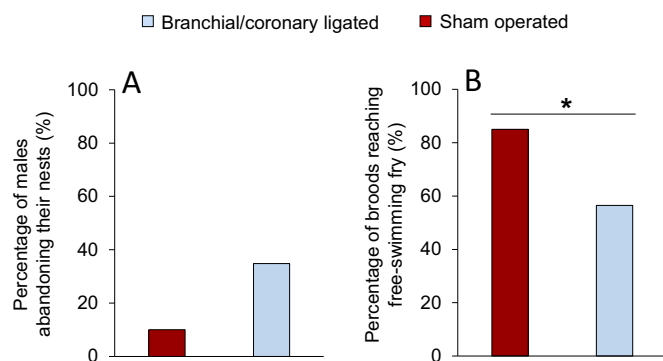 Branchial/coronary ligated
Sham operated
A
Percentage of males
abandoning their nests (%)
100
80
60
40
20
0
B
Percentage of broods reaching
free-swimming fry (%)
100
80
60
40
20
0
*